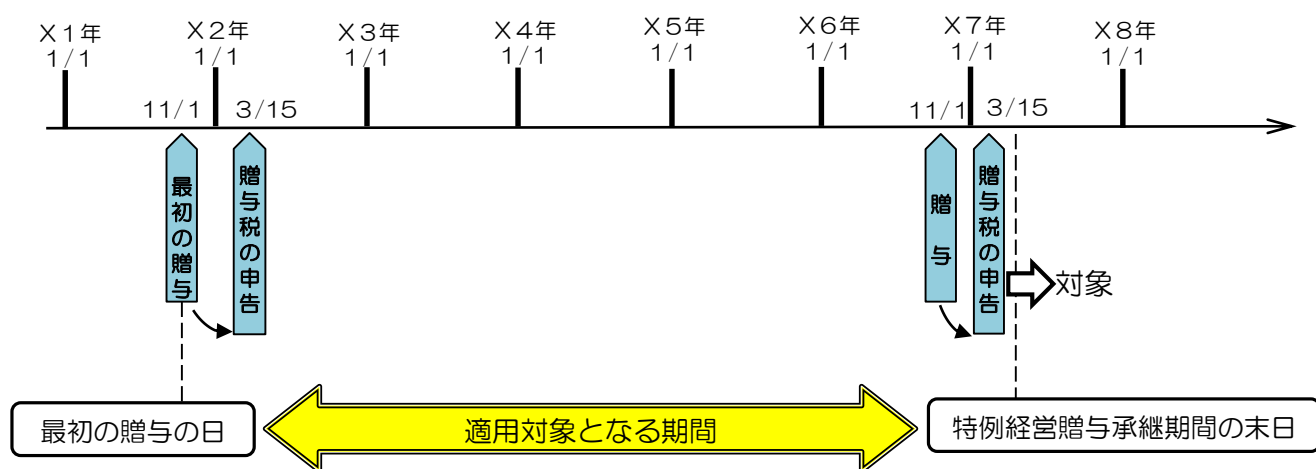 X1年 X2年 X3年 X4年 X5年 X6年 X7年 X8年
1/1 1/1 1/1 1/1 1/1 1/1 1/1 1/1
11/1 3/15 11/1 3/15
最初の贈与
贈与税の申告
贈与
贈与税の申告
対象
最初の贈与の日
適用対象となる期間
特例経営贈与承継期間の末日